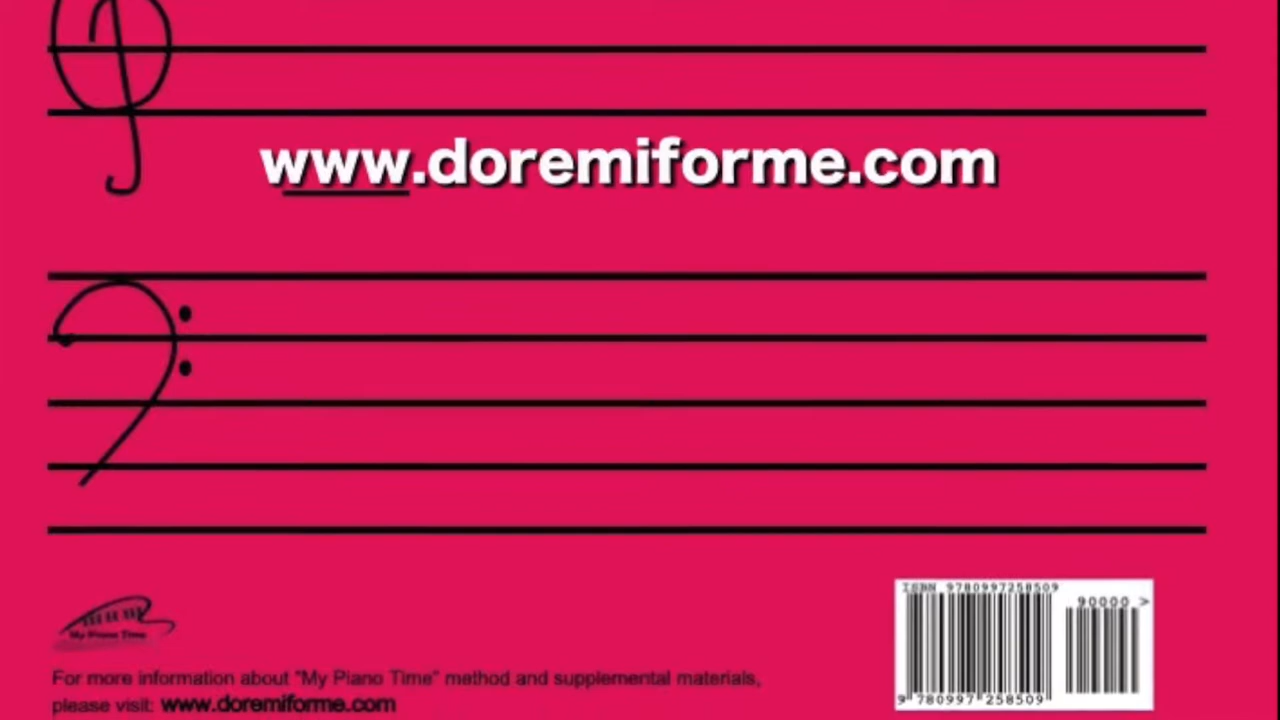 www.doremiforme.com
ISBN 9780997258509
90000 >
9 780997 258509
My Piano Time
For more information about "My Piano Time" method and supplemental materials,
please visit: www.doremiforme.com